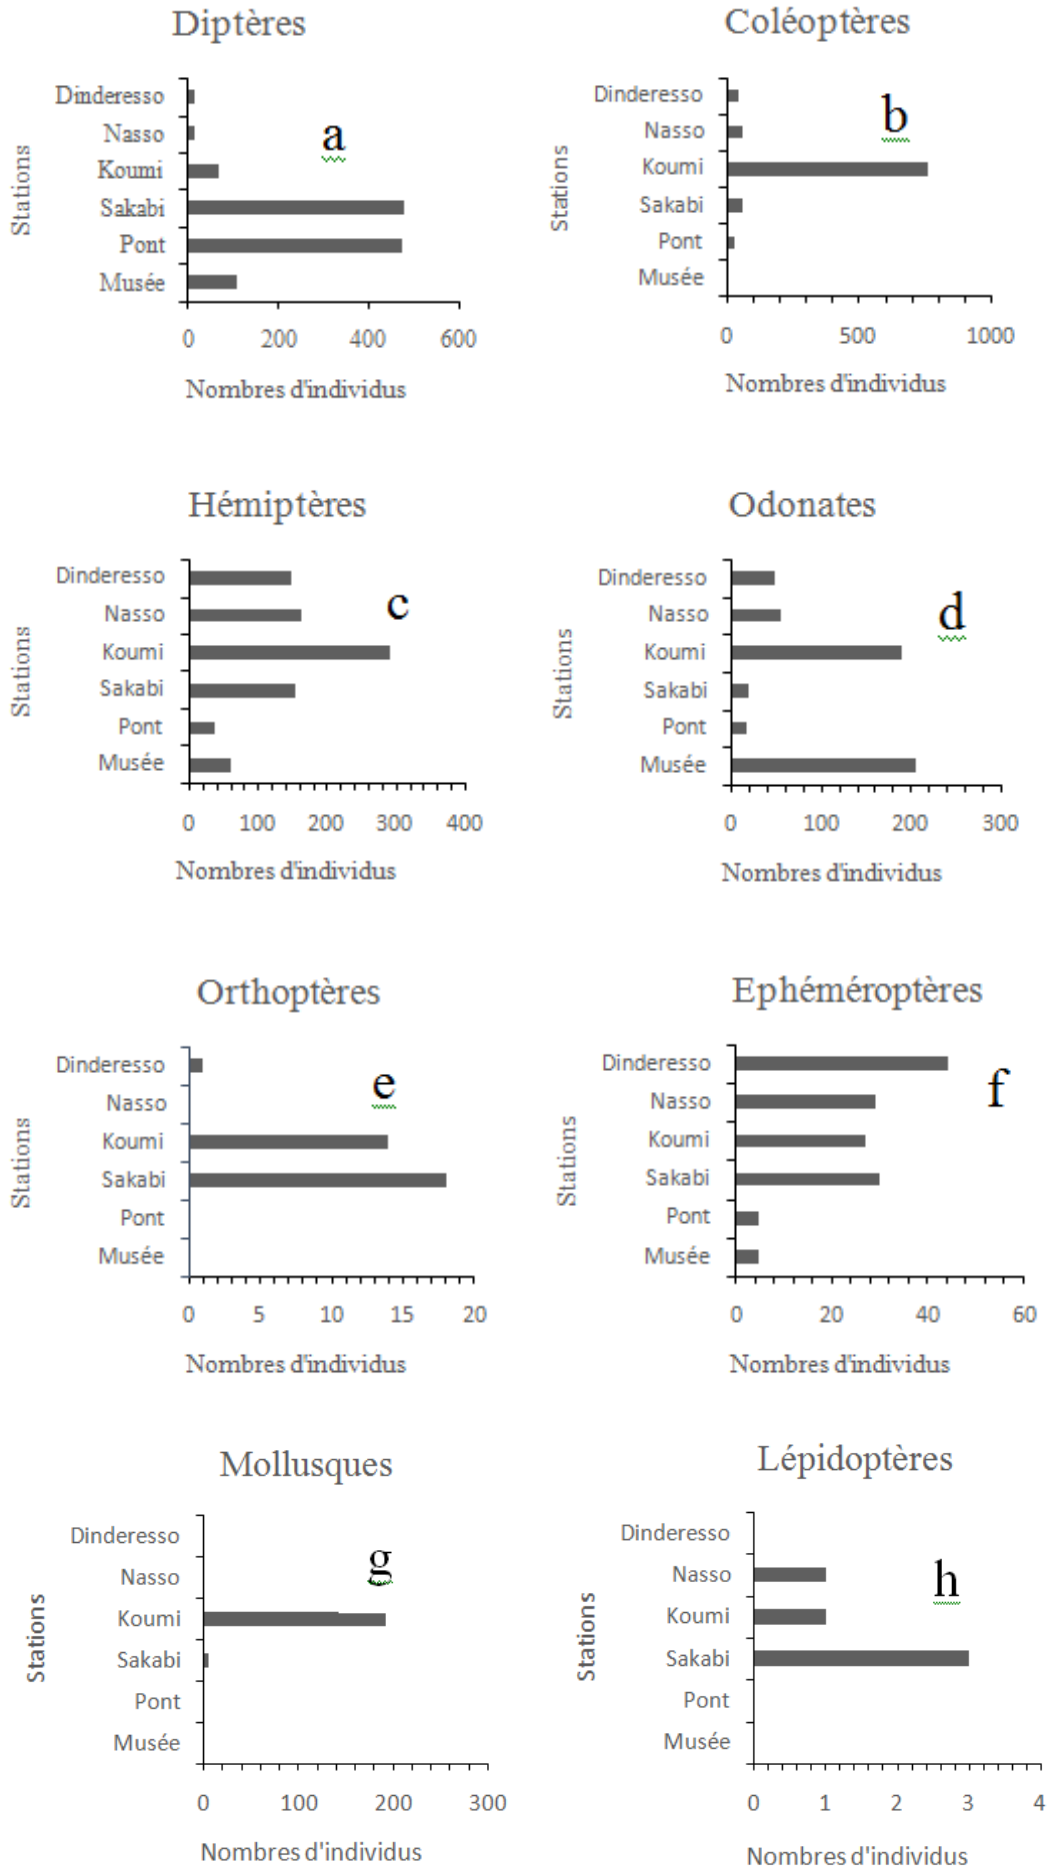 Diptères
Stations
Dinderesso
Nasso
Koumi
Sakabi
Pont
Musée
a
0 200 400 600
Nombres d'individus
Coléoptères
Stations
Dinderesso
Nasso
Koumi
Sakabi
Pont
Musée
b
0 500 1000
Nombres d'individus
Hémiptères
Stations
Dinderesso
Nasso
Koumi
Sakabi
Pont
Musée
c
0 100 200 300 400
Nombres d'individus
Odonates
Stations
Dinderesso
Nasso
Koumi
Sakabi
Pont
Musée
d
0 100 200 300
Nombres d'individus
Orthoptères
Stations
Dinderesso
Nasso
Koumi
Sakabi
Pont
Musée
e
0 5 10 15 20
Nombres d'individus
Ephéméroptères
Stations
Dinderesso
Nasso
Koumi
Sakabi
Pont
Musée
f
0 20 40 60
Nombres d'individus
Mollusques
Stations
Dinderesso
Nasso
Koumi
Sakabi
Pont
Musée
g
0 100 200 300
Nombres d'individus
Lépidoptères
Stations
Dinderesso
Nasso
Koumi
Sakabi
Pont
Musée
h
0 1 2 3 4
Nombres d'individus